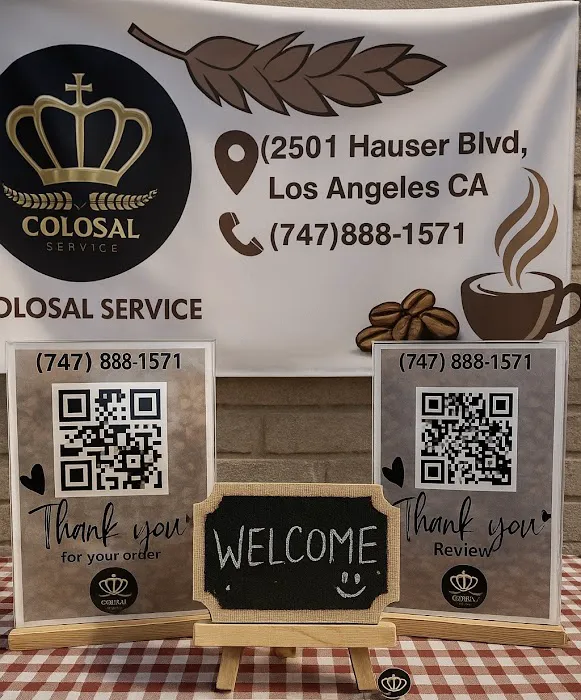 (2501 Hauser Blvd,
Los Angeles CA
(747)888-1571
COLOSAL
SERVICE
OLOSAL SERVICE
(747) 888-1571
Thank you
for your order
(747) 888-1571
Thank you
Review
WELCOME